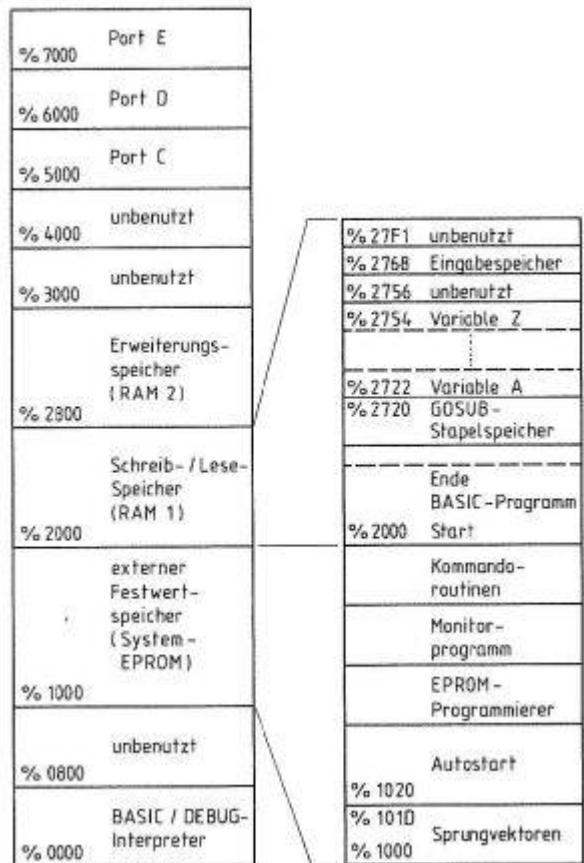 Port E
% 7000
Port D
% 6000
Port C
% 5000
unbenutzt
% 4000
unbenutzt
% 3000
Erweiterungs-
speicher
(RAM 2)
% 2800
Schreib-/Lese-
Speicher
(RAM 1)
% 2000
externer
Festwert-
speicher
(System-
EPROM)
% 1000
unbenutzt
% 0800
BASIC / DEBUG-
Interpreter
% 0000
% 27F1 unbenutzt
% 2768 Eingabespeicher
% 2756 unbenutzt
% 2754 Variable Z
% 2722 Variable A
% 2720 GOSUB-
Stapelspeicher
Ende
BASIC-Programm
% 2000 Start
Kommando-
routinen
Monitor-
programm
EPROM-
Programmierer
Autostart
% 1020
% 101D
Sprungvektoren
% 1000